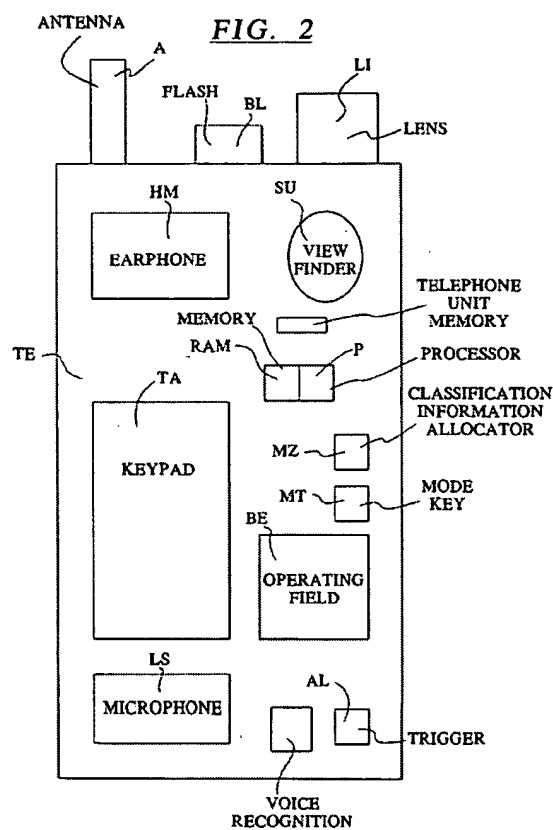 FIG. 2
ANTENNA
A
FLASH
BL
LI
LENS
HM
EARPHONE
SU
VIEW
FINDER
TELEPHONE
UNIT
MEMORY
MEMORY
RAM
P
PROCESSOR
TE
TA
KEYPAD
CLASSIFICATION
INFORMATION
ALLOCATOR
MZ
MT
MODE
KEY
BE
OPERATING
FIELD
LS
MICROPHONE
AL
TRIGGER
VOICE
RECOGNITION